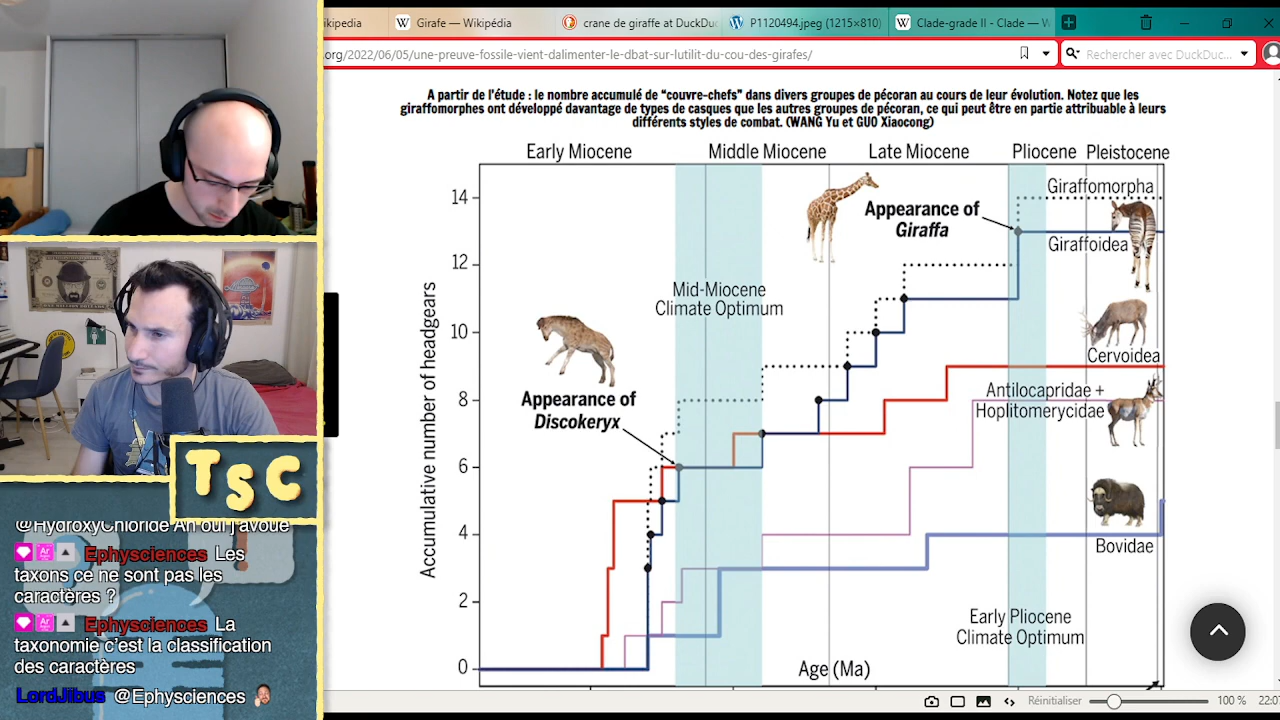 ikipedia
Girafe — Wikipédia
crane de giraffe at DuckDuc
P1120494.jpeg (1215×810)
Clade-grade II - Clade — W
.org/2022/06/05/une-preuve-fossile-vient-dalimenter-le-dbat-sur-lutilit-du-cou-des-girafes/
Rechercher avec DuckDuc
A partir de l'étude : le nombre accumulé de “couvre-chefs” dans divers groupes de pécoran au cours de leur évolution. Notez que les
giraffomorphes ont développé davantage de types de casques que les autres groupes de pécoran, ce qui peut être en partie attribuable à leurs
différents styles de combat. (WANG Yu et GUO Xiaocong)
Early Miocene
Middle Miocene
Late Miocene
Pliocene
Pleistocene
Accumulative number of headgears
14
12
10
8
6
4
2
0
Giraffomorpha
Appearance of
Giraffa
Giraffoidea
Mid-Miocene
Climate Optimum
Cervoidea
Appearance of
Discokeryx
Antilocapridae +
Hoplitomerycidae
Bovidae
Early Pliocene
Climate Optimum
Age (Ma)
Réinitialiser
100 %
22:0
TSC
@HydroxyChloride Ah oui j'avoue
Ar Ephysciences Les
taxons ce ne sont pas les
caractères ?
Ar Ephysciences La
taxonomie c'est la classification
des caractères
LordJibus @Ephysciences